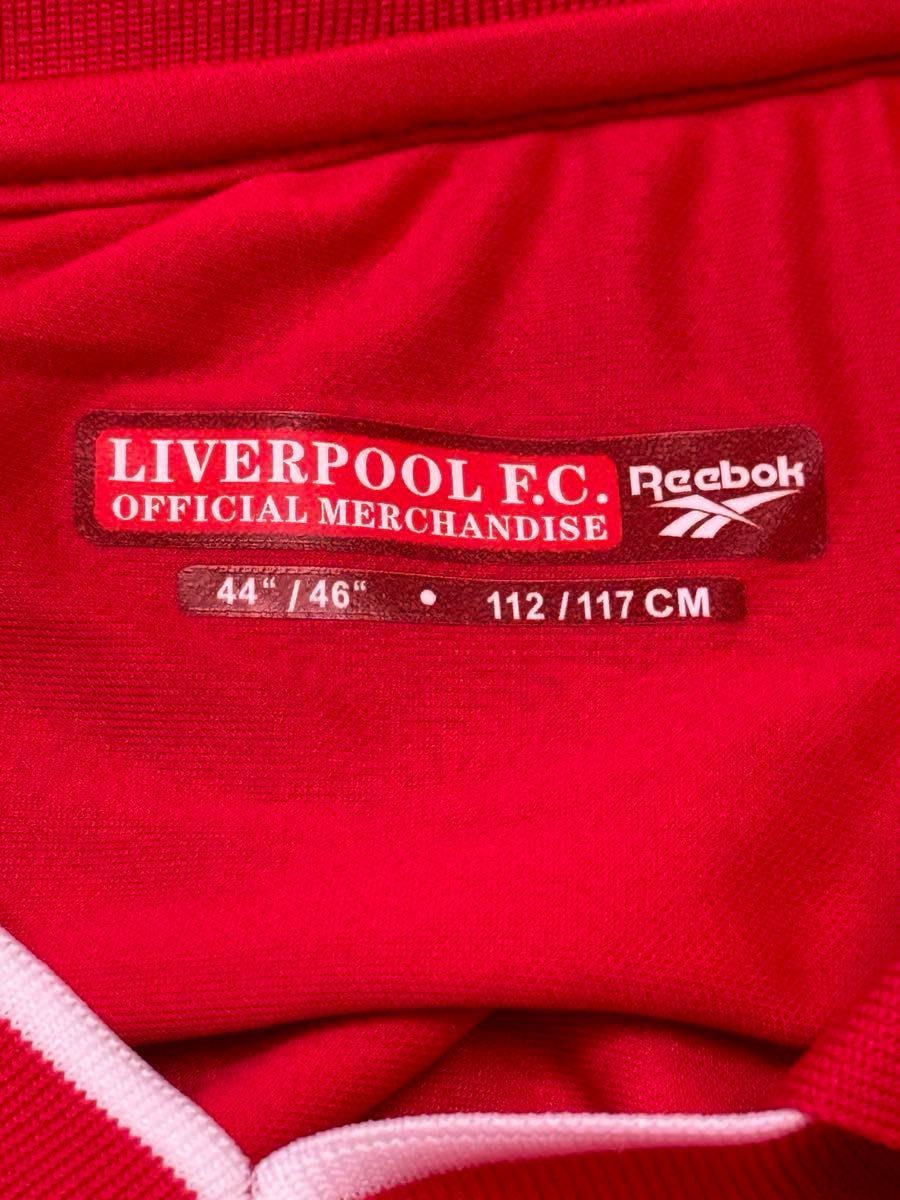 LIVERPOOL F.C.
OFFICIAL MERCHANDISE
Reebok
44“ / 46“ • 112 / 117 CM